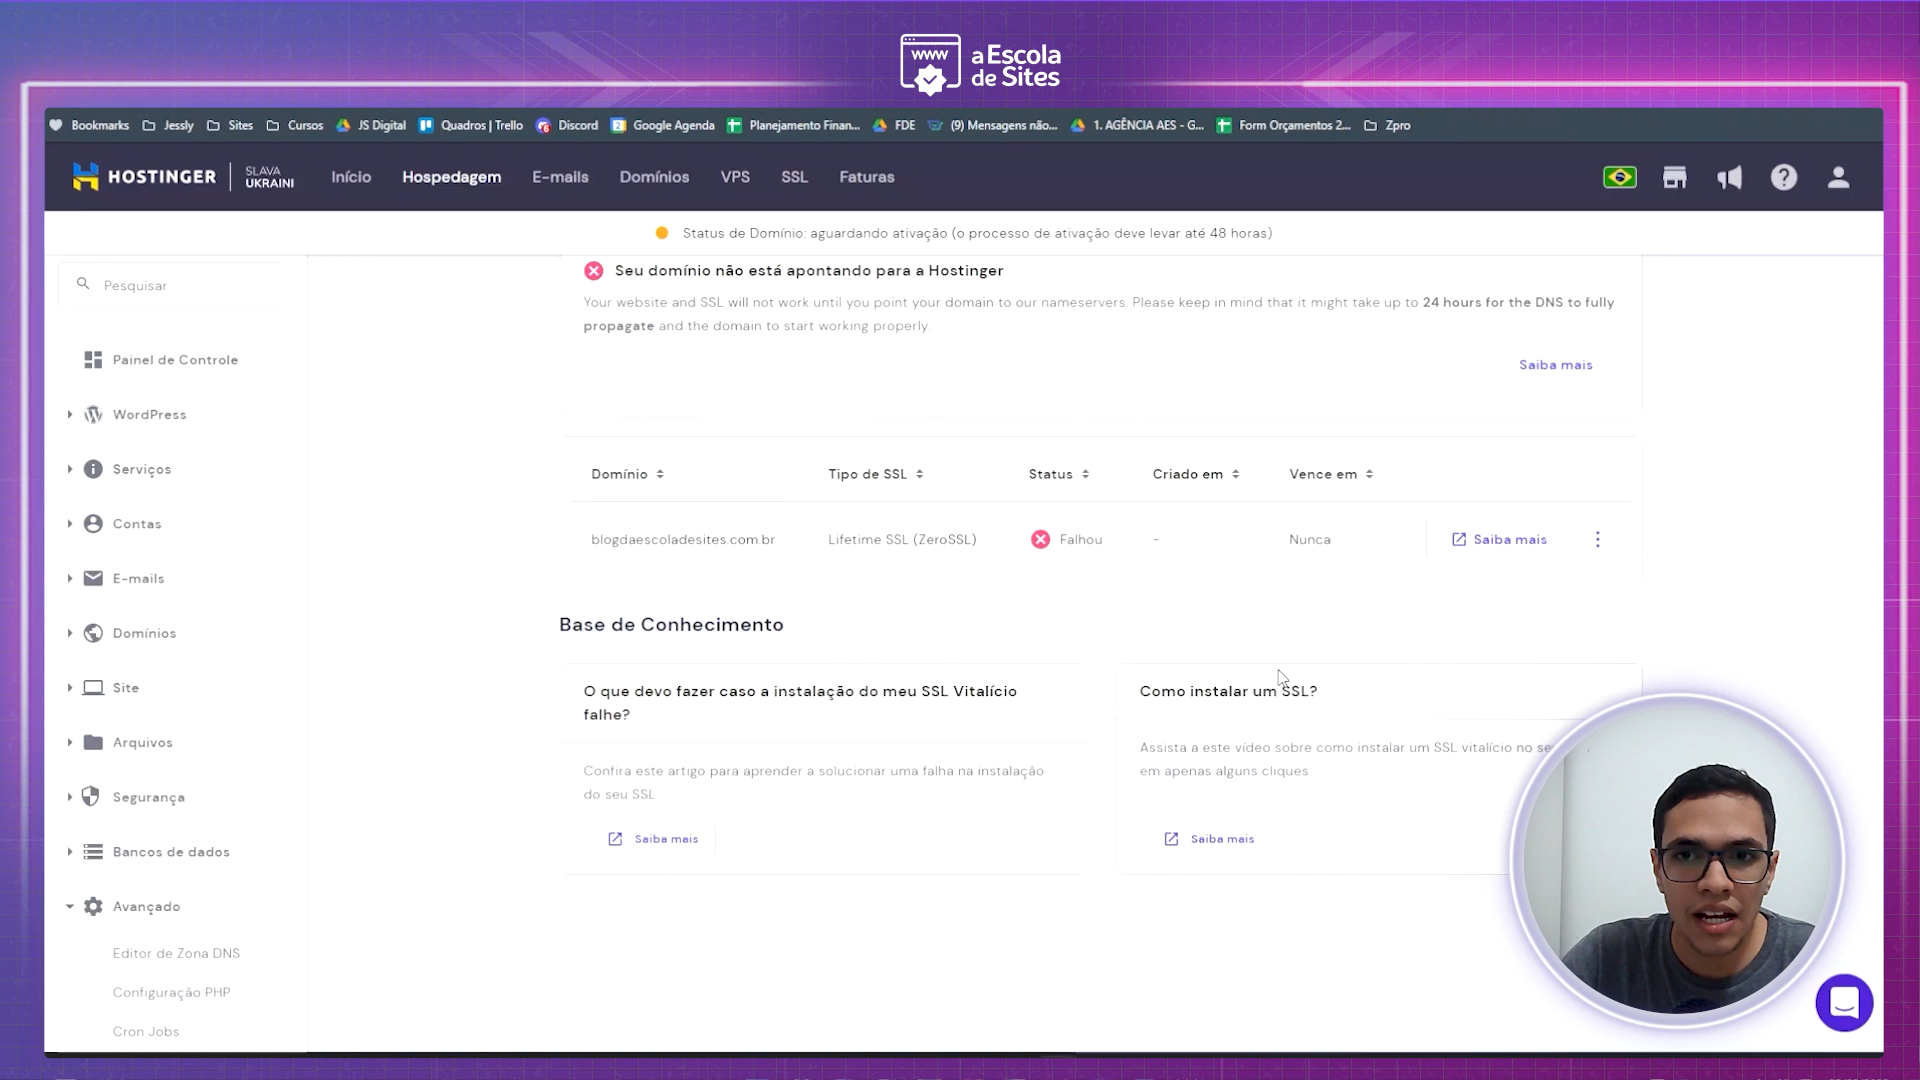 www
a Escola
de Sites
Bookmarks Jessly Sites Cursos JS Digital Quadros | Trello Discord Google Agenda Planejamento Finan... FDE (9) Mensagens não... 1. AGÊNCIA AES - G... Form Orçamentos 2... Zpro
HOSTINGER SLAVA UKRAINI Início Hospedagem E-mails Domínios VPS SSL Faturas
Status de Domínio: aguardando ativação (o processo de ativação deve levar até 48 horas)
Pesquisar
Painel de Controle
WordPress
Serviços
Contas
E-mails
Domínios
Site
Arquivos
Segurança
Bancos de dados
Avançado
Editor de Zona DNS
Configuração PHP
Cron Jobs
Seu domínio não está apontando para a Hostinger
Your website and SSL will not work until you point your domain to our nameservers. Please keep in mind that it might take up to 24 hours for the DNS to fully
propagate and the domain to start working properly.
Saiba mais
Domínio Tipo de SSL Status Criado em Vence em
blogdaescoladesites.com.br Lifetime SSL (ZeroSSL) Falhou - Nunca Saiba mais
Base de Conhecimento
O que devo fazer caso a instalação do meu SSL Vitalício
falhe?
Confira este artigo para aprender a solucionar uma falha na instalação
do seu SSL
Saiba mais
Como instalar um SSL?
Assista a este vídeo sobre como instalar um SSL vitalício no
em apenas alguns cliques
Saiba mais